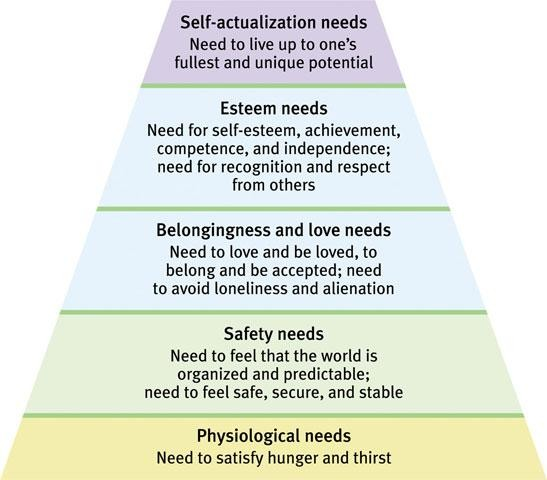 Self-actualization needs
Need to live up to one's
fullest and unique potential
Esteem needs
Need for self-esteem, achievement,
competence, and independence;
need for recognition and respect
from others
Belongingness and love needs
Need to love and be loved, to
belong and be accepted; need
to avoid loneliness and alienation
Safety needs
Need to feel that the world is
organized and predictable;
need to feel safe, secure, and stable
Physiological needs
Need to satisfy hunger and thirst